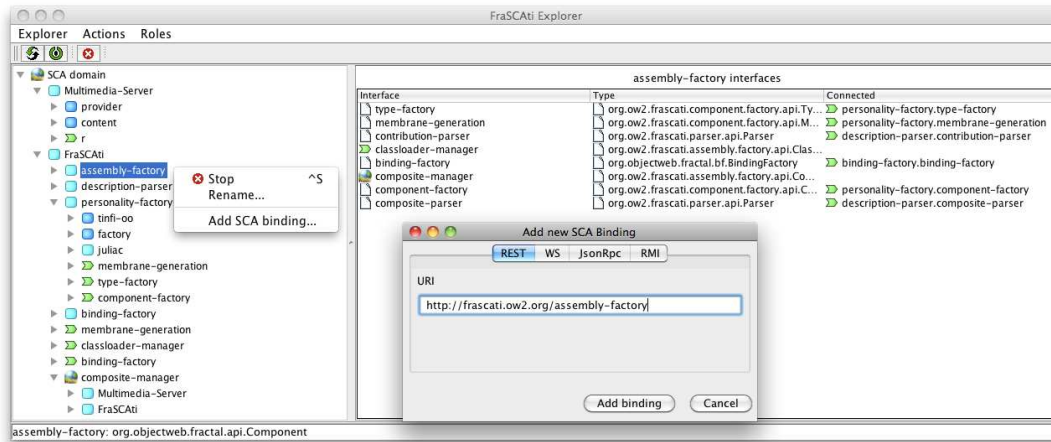 FraSCAti Explorer
Explorer Actions Roles
SCA domain
Multimedia-Server
provider
content
r
FraSCAti
assembly-factory
description-parser
personality-factory
tinfi-oo
factory
juliac
membrane-generation
type-factory
component-factory
binding-factory
membrane-generation
classloader-manager
binding-factory
composite-manager
Multimedia-Server
FraSCAti
Stop ^S
Rename...
Add SCA binding...
assembly-factory interfaces
Interface Type Connected
type-factory org.ow2.frascati.component.factory.api.Ty... personality-factory.type-factory
membrane-generation org.ow2.frascati.component.factory.api.M... personality-factory.membrane-generation
contribution-parser org.ow2.frascati.parser.api.Parser description-parser.contribution-parser
classloader-manager org.ow2.frascati.assembly.factory.api.Clas...
binding-factory org.objectweb.fractal.bf.BindingFactory binding-factory.binding-factory
composite-manager org.ow2.frascati.assembly.factory.api.Co...
component-factory org.ow2.frascati.component.factory.api.C... personality-factory.component-factory
composite-parser org.ow2.frascati.parser.api.Parser description-parser.composite-parser
Add new SCA Binding
REST WS JsonRpc RMI
URI
http://frascati.ow2.org/assembly-factory
Add binding Cancel
assembly-factory: org.objectweb.fractal.api.Component